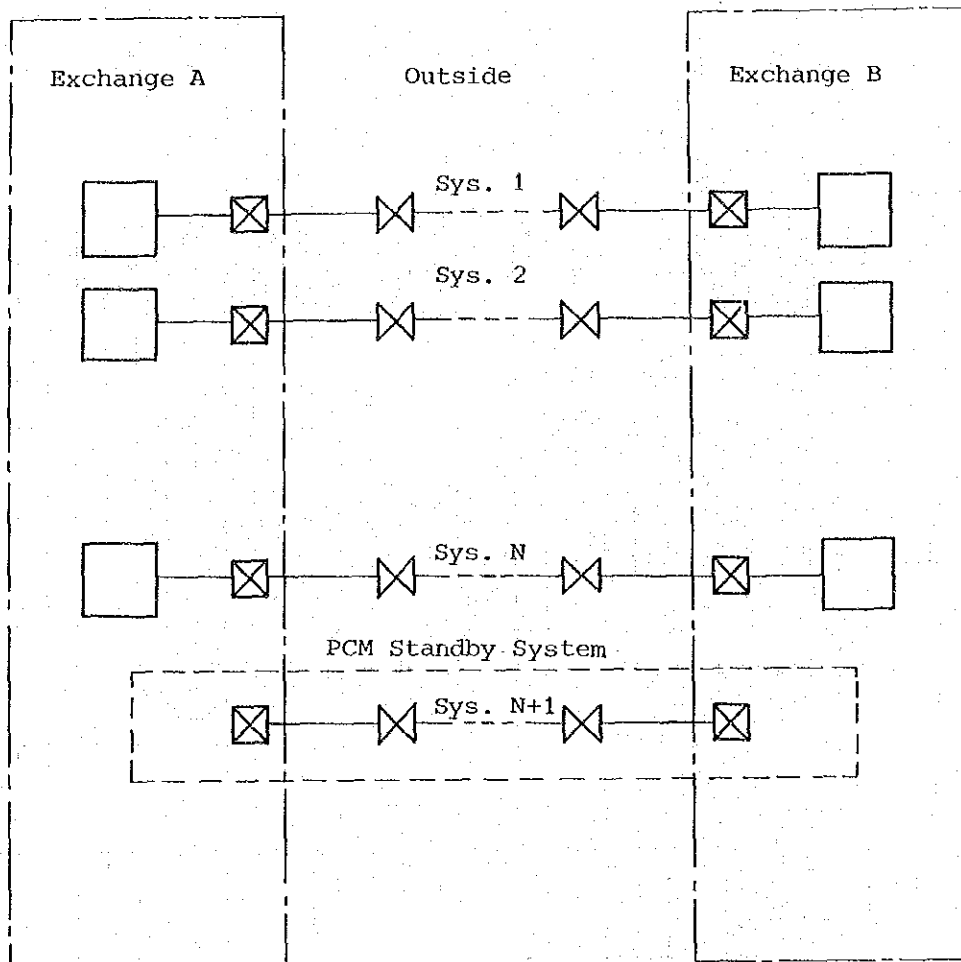 Exchange A
Outside
Exchange B
Sys. 1
Sys. 2
Sys. N
PCM Standby System
Sys. N+1